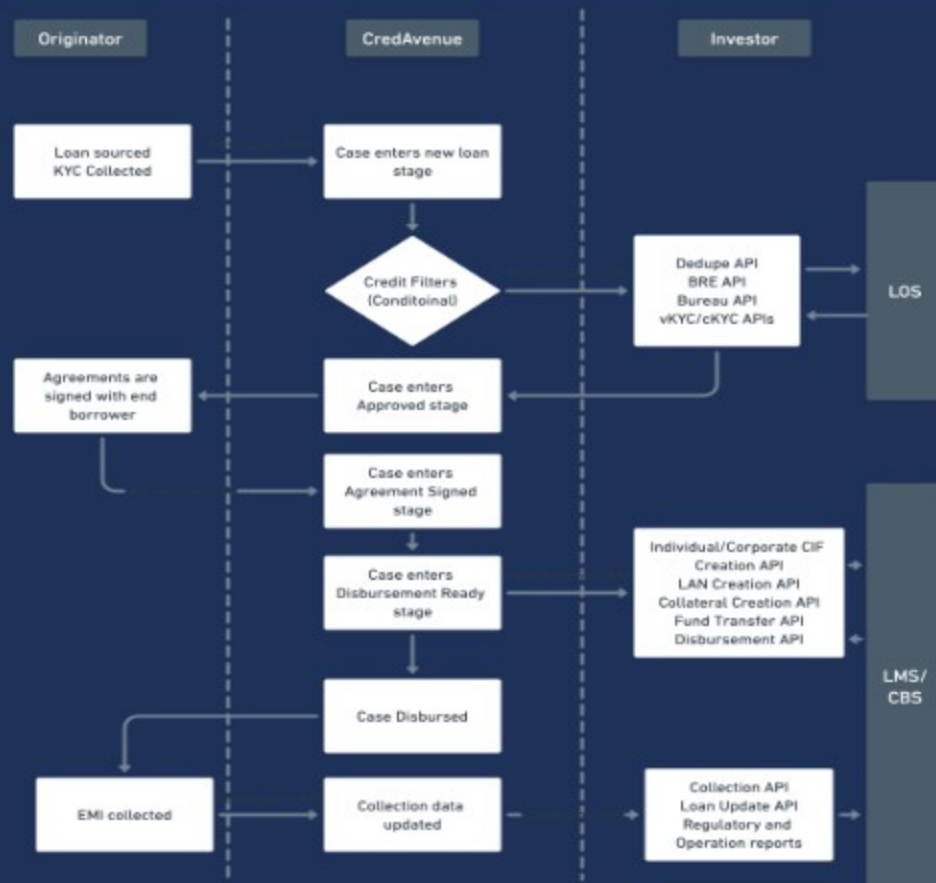 Originator
CredAvenue
Investor
Loan sourced
KYC Collected
Case enters new loan
stage
Credit Filters
(Conditoinal)
Dedupe API
BRE API
Bureau API
vKYC/cKYC APIs
LOS
Agreements are
signed with end
borrower
Case enters
Approved stage
Case enters
Agreement Signed
stage
Case enters
Disbursement Ready
stage
Individual/Corporate CIF
Creation API
LAN Creation API
Collateral Creation API
Fund Transfer API
Disbursement API
LMS/
CBS
Case Disbursed
EMI collected
Collection data
updated
Collection API
Loan Update API
Regulatory and
Operation reports